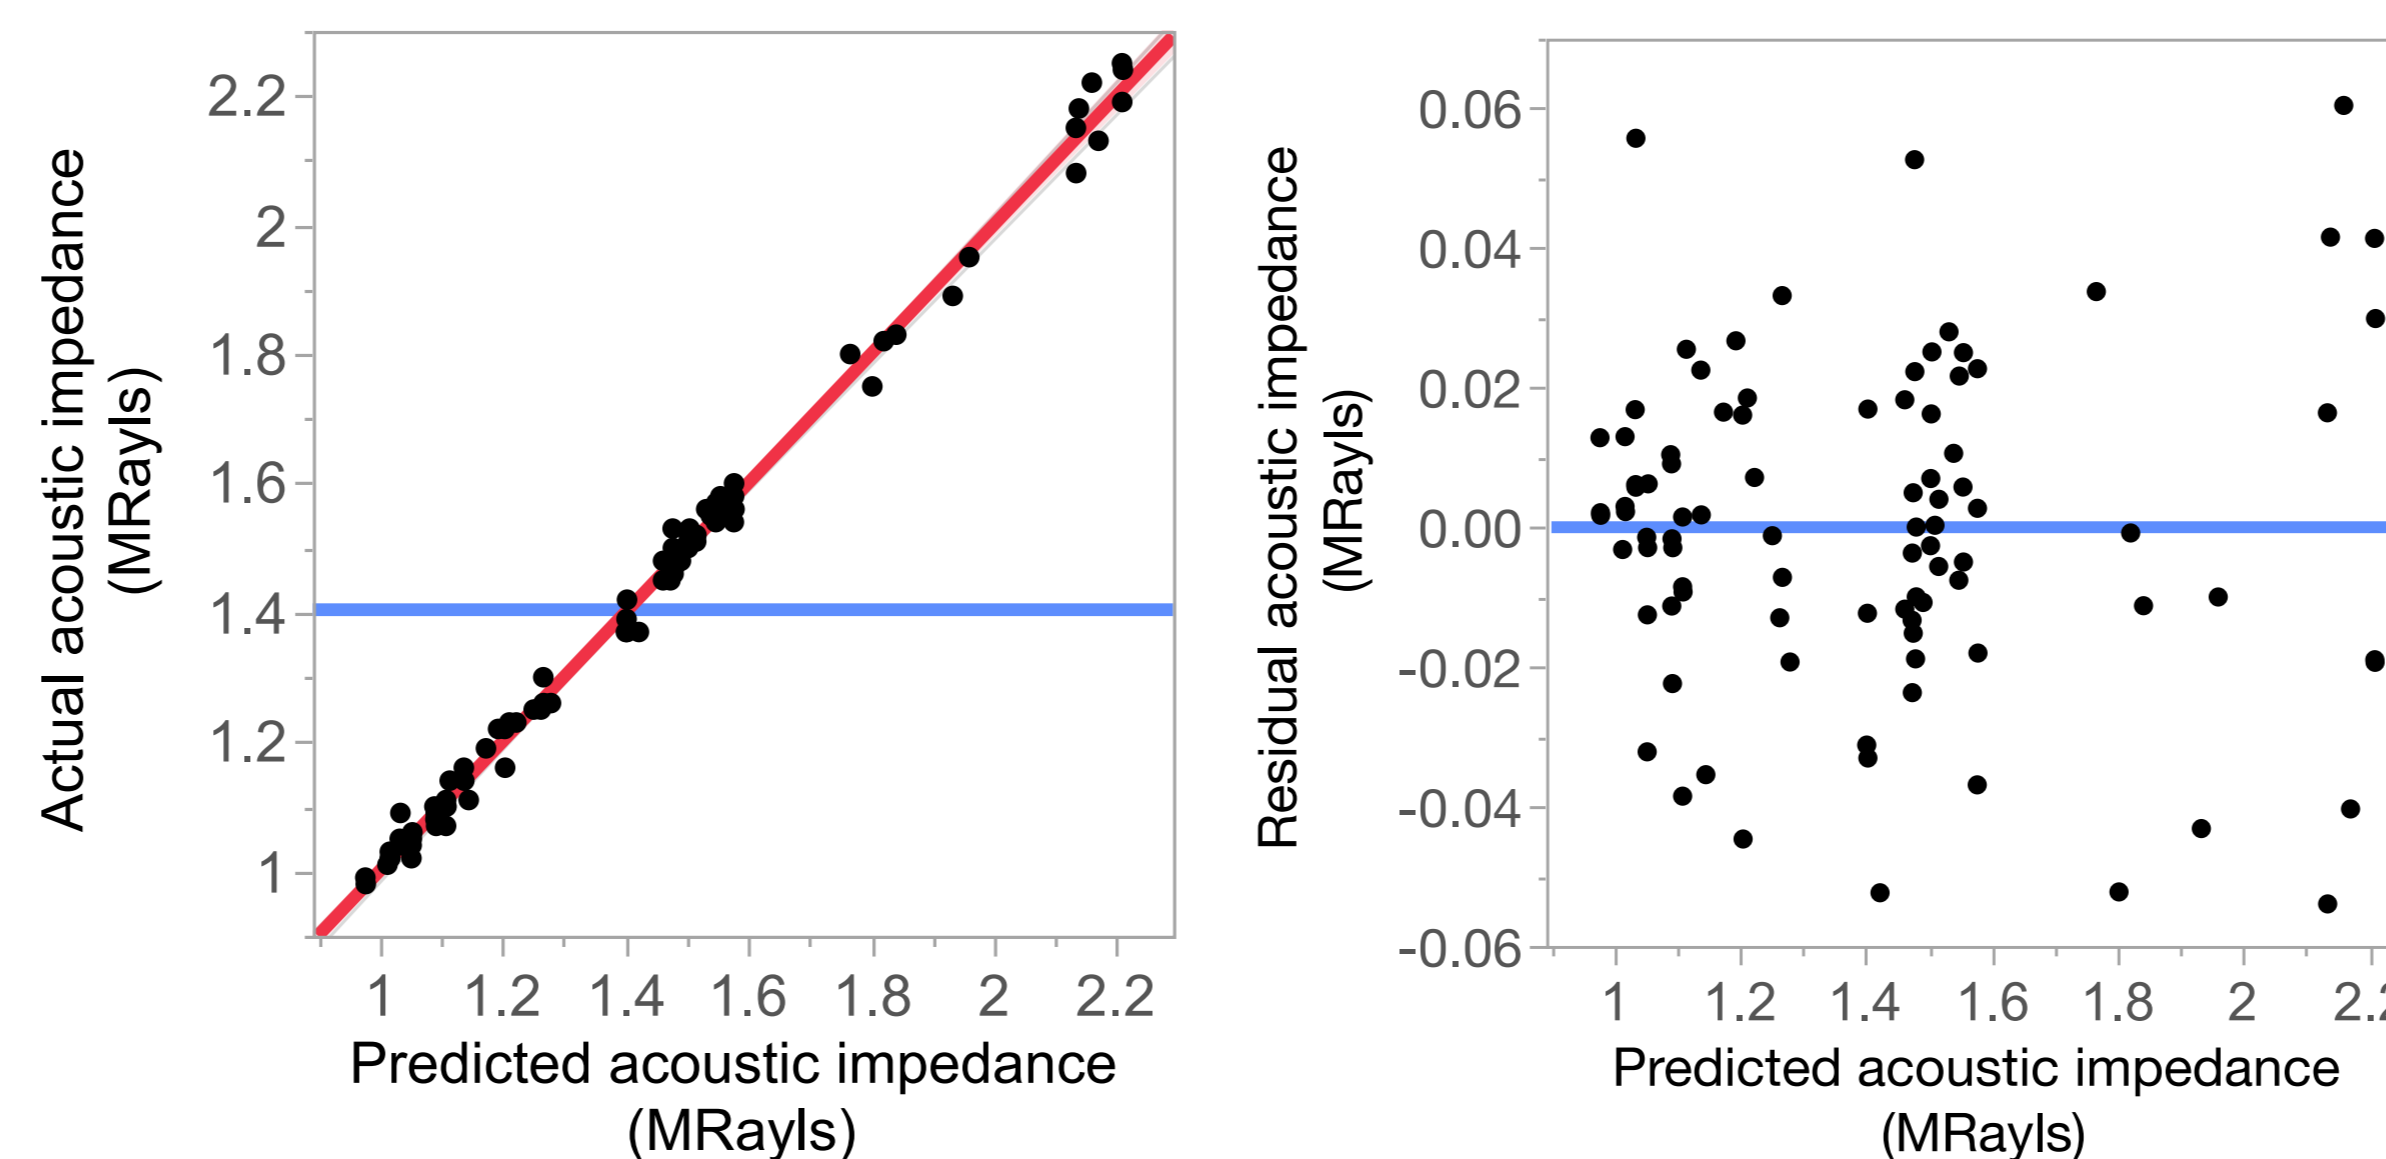 Actual acoustic impedance
(MRayls)
2.2
2
1.8
1.6
1.4
1.2
1
1 1.2 1.4 1.6 1.8 2 2.2
Predicted acoustic impedance
(MRayls)
Residual acoustic impedance
(MRayls)
0.06
0.04
0.02
0.00
-0.02
-0.04
-0.06
1 1.2 1.4 1.6 1.8 2 2.2
Predicted acoustic impedance
(MRayls)